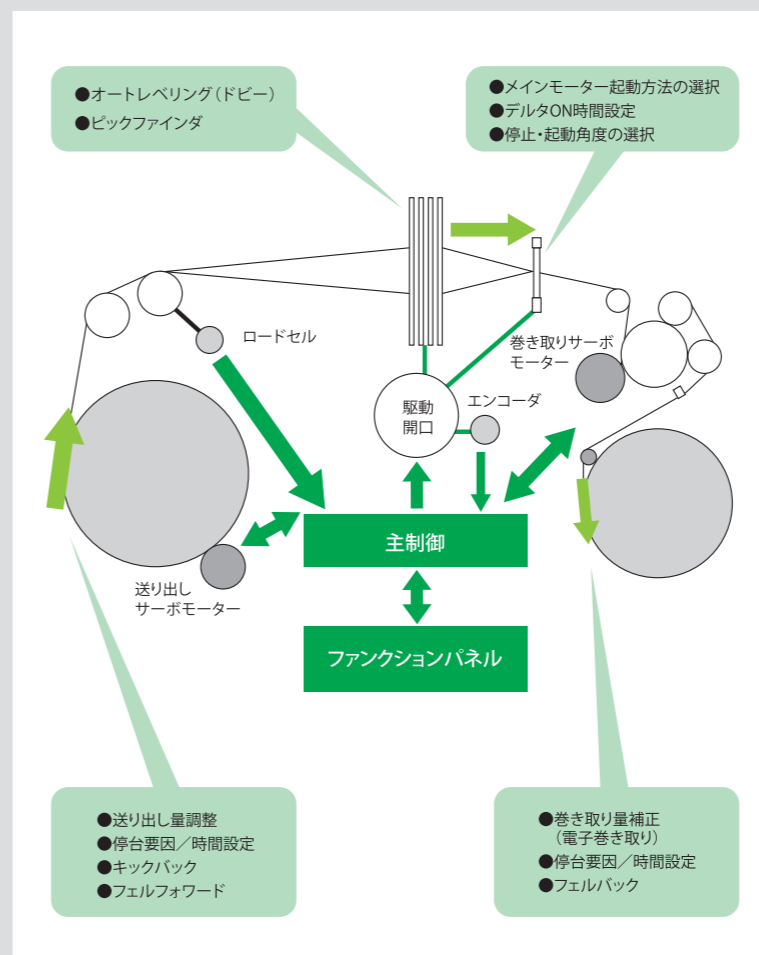 ●オートレベリング（ドビー）
●ピックファインダ
●メインモーター起動方法の選択
●デルタON時間設定
●停止・起動角度の選択
ロードセル
巻き取りサーボ
モーター
駆動
開口
エンコーダ
主制御
送り出し
サーボモーター
ファンクションパネル
●送り出し量調整
●停台要因／時間設定
●キックバック
●フェルフォワード
●巻き取り量補正
（電子巻き取り）
●停台要因／時間設定
●フェルバック